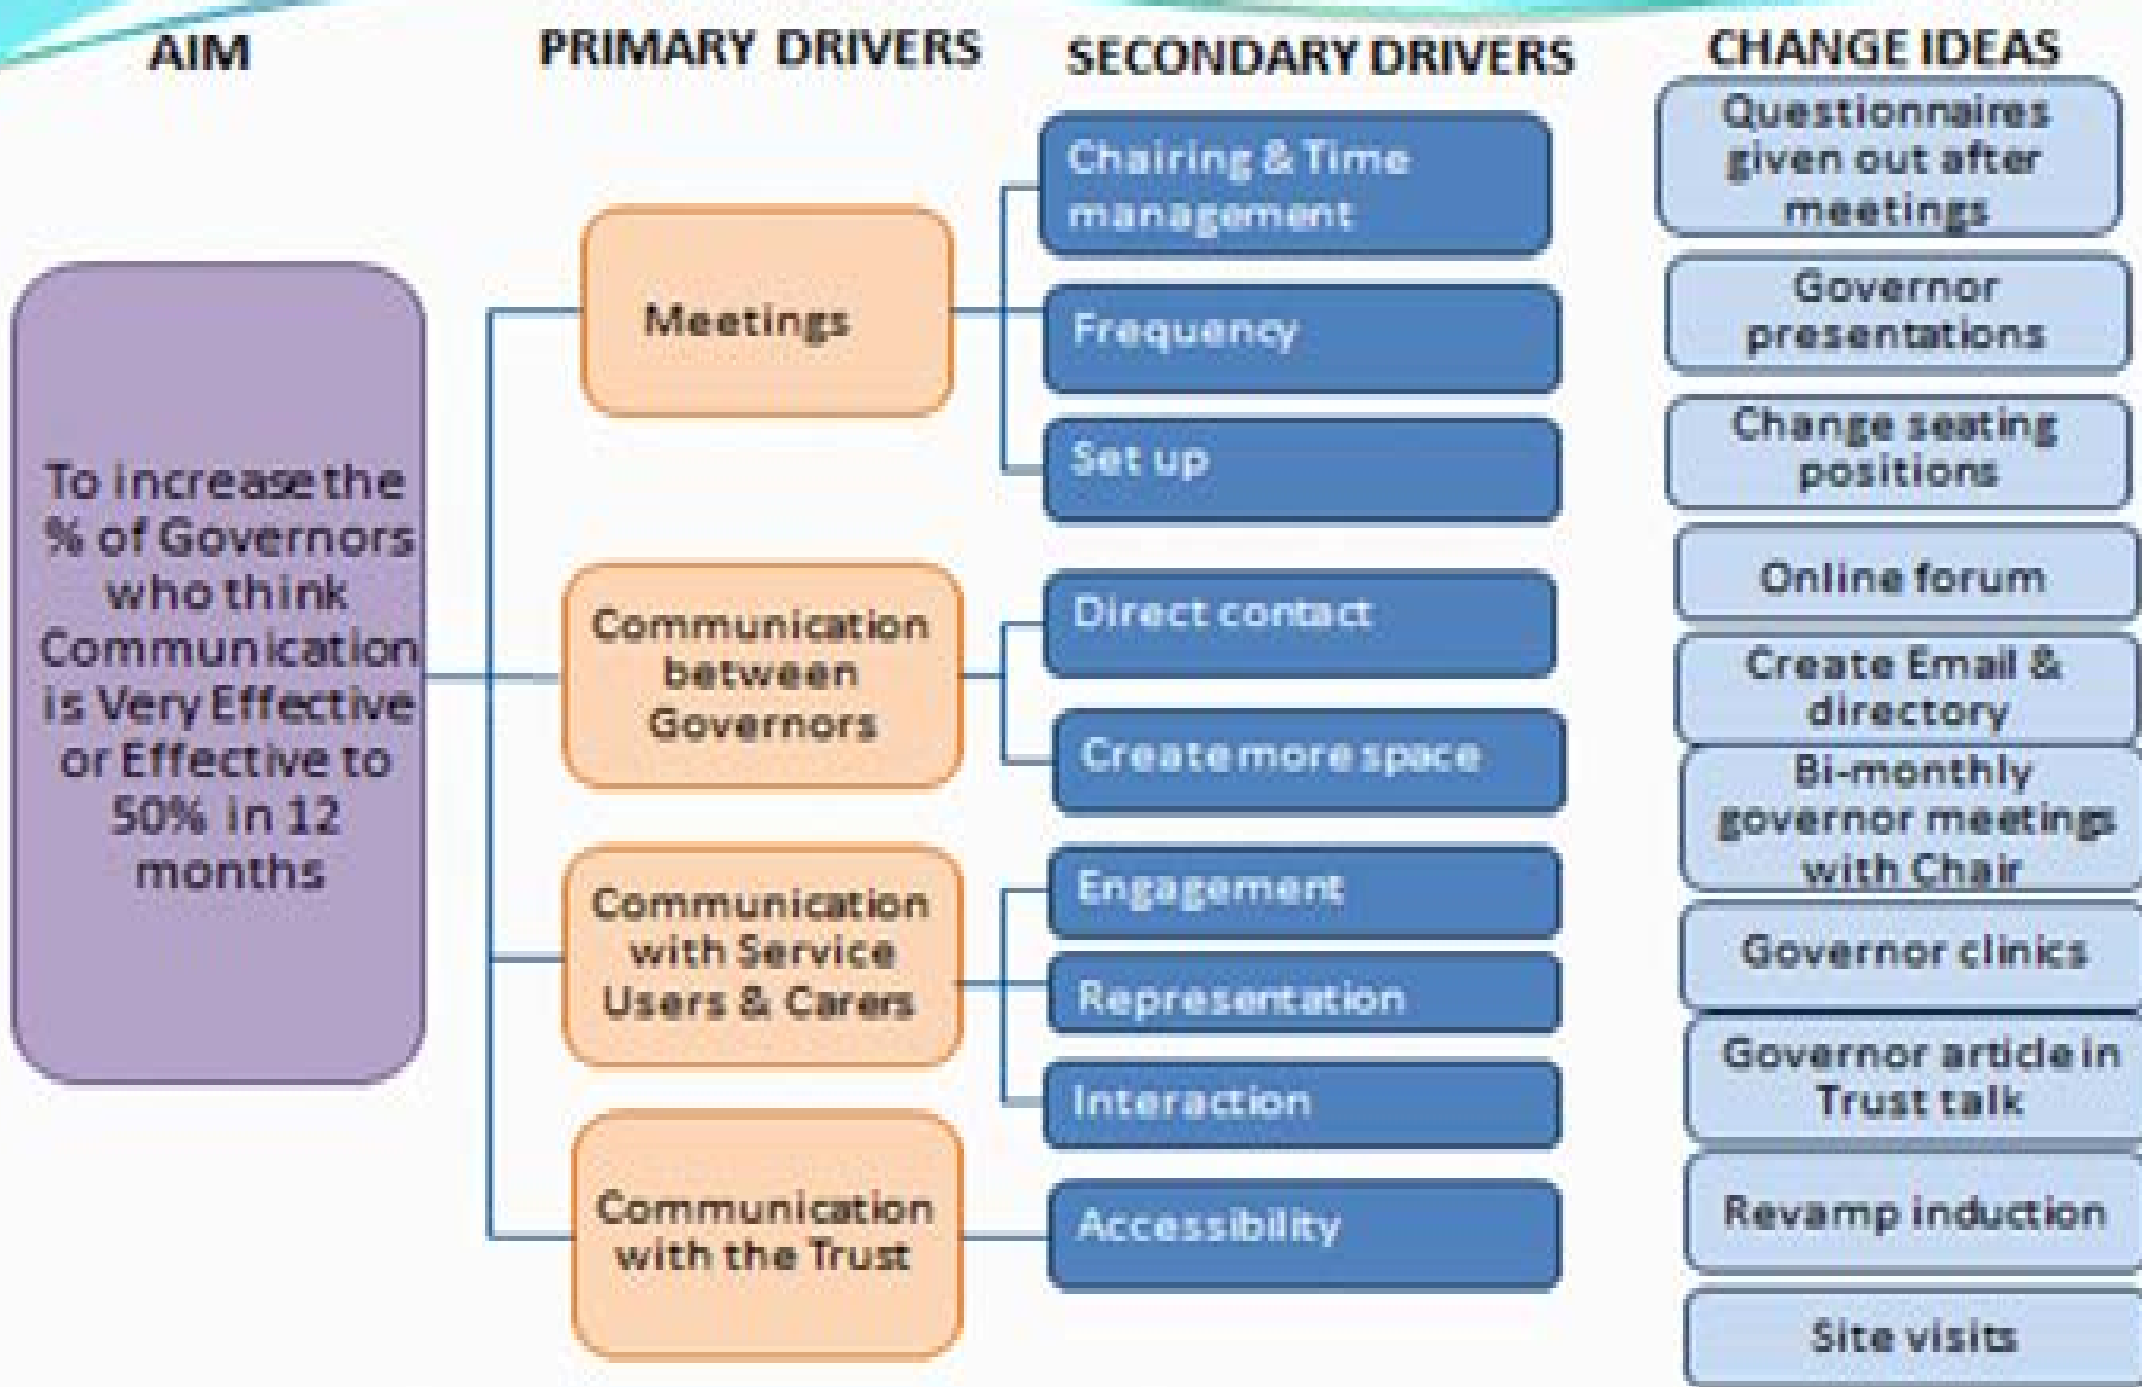 AIM
PRIMARY DRIVERS
SECONDARY DRIVERS
CHANGE IDEAS
To increase the
% of Governors
who think
Communication
is Very Effective
or Effective to
50% in 12
months
Meetings
Communication
between
Governors
Communication
with Service
Users & Carers
Communication
with the Trust
Chairing & Time
management
Frequency
Set up
Direct contact
Create more space
Engagement
Representation
Interaction
Accessibility
Questionnaires
given out after
meetings
Governor
presentations
Change seating
positions
Online forum
Create Email &
directory
Bi-monthly
governor meetings
with Chair
Governor clinics
Governor article in
Trust talk
Revamp induction
Site visits